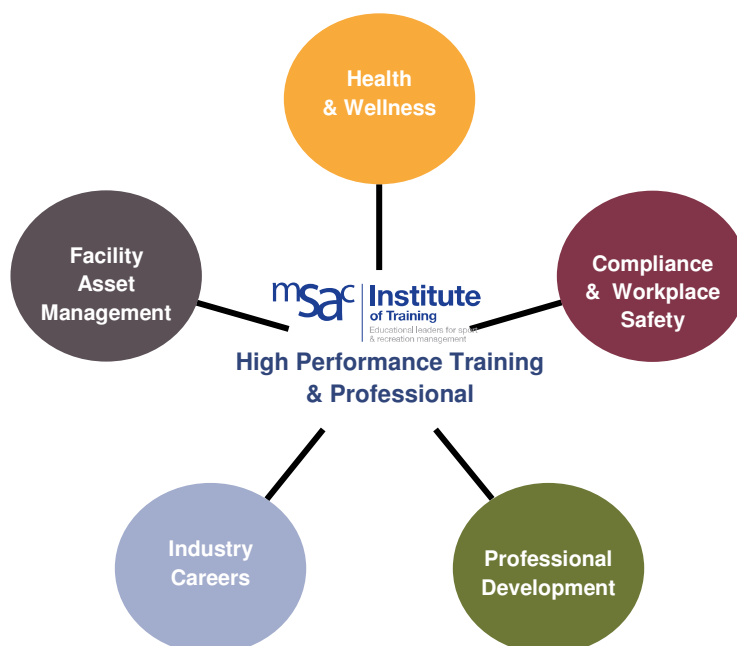 Health
& Wellness
Facility
Asset
Management
Compliance
& Workplace
Safety
msac Institute
of Training
Educational leaders for sport
& recreation management
High Performance Training
& Professional
Industry
Careers
Professional
Development